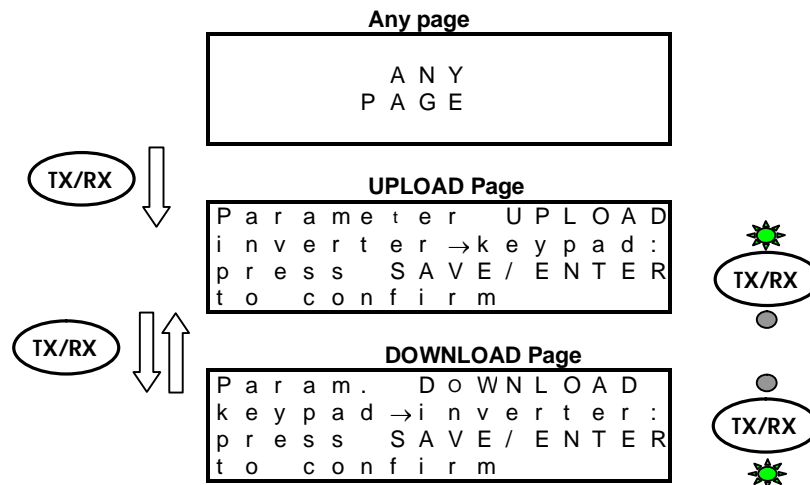 Any page
ANY
PAGE
TX/RX
UPLOAD Page
Parameter UPLOAD
inverter→keypad:
press SAVE/ENTER
to confirm
TX/RX
TX/RX
DOWNLOAD Page
Param. DoWNLOAD
keypad→inverter:
press SAVE/ENTER
to confirm
TX/RX